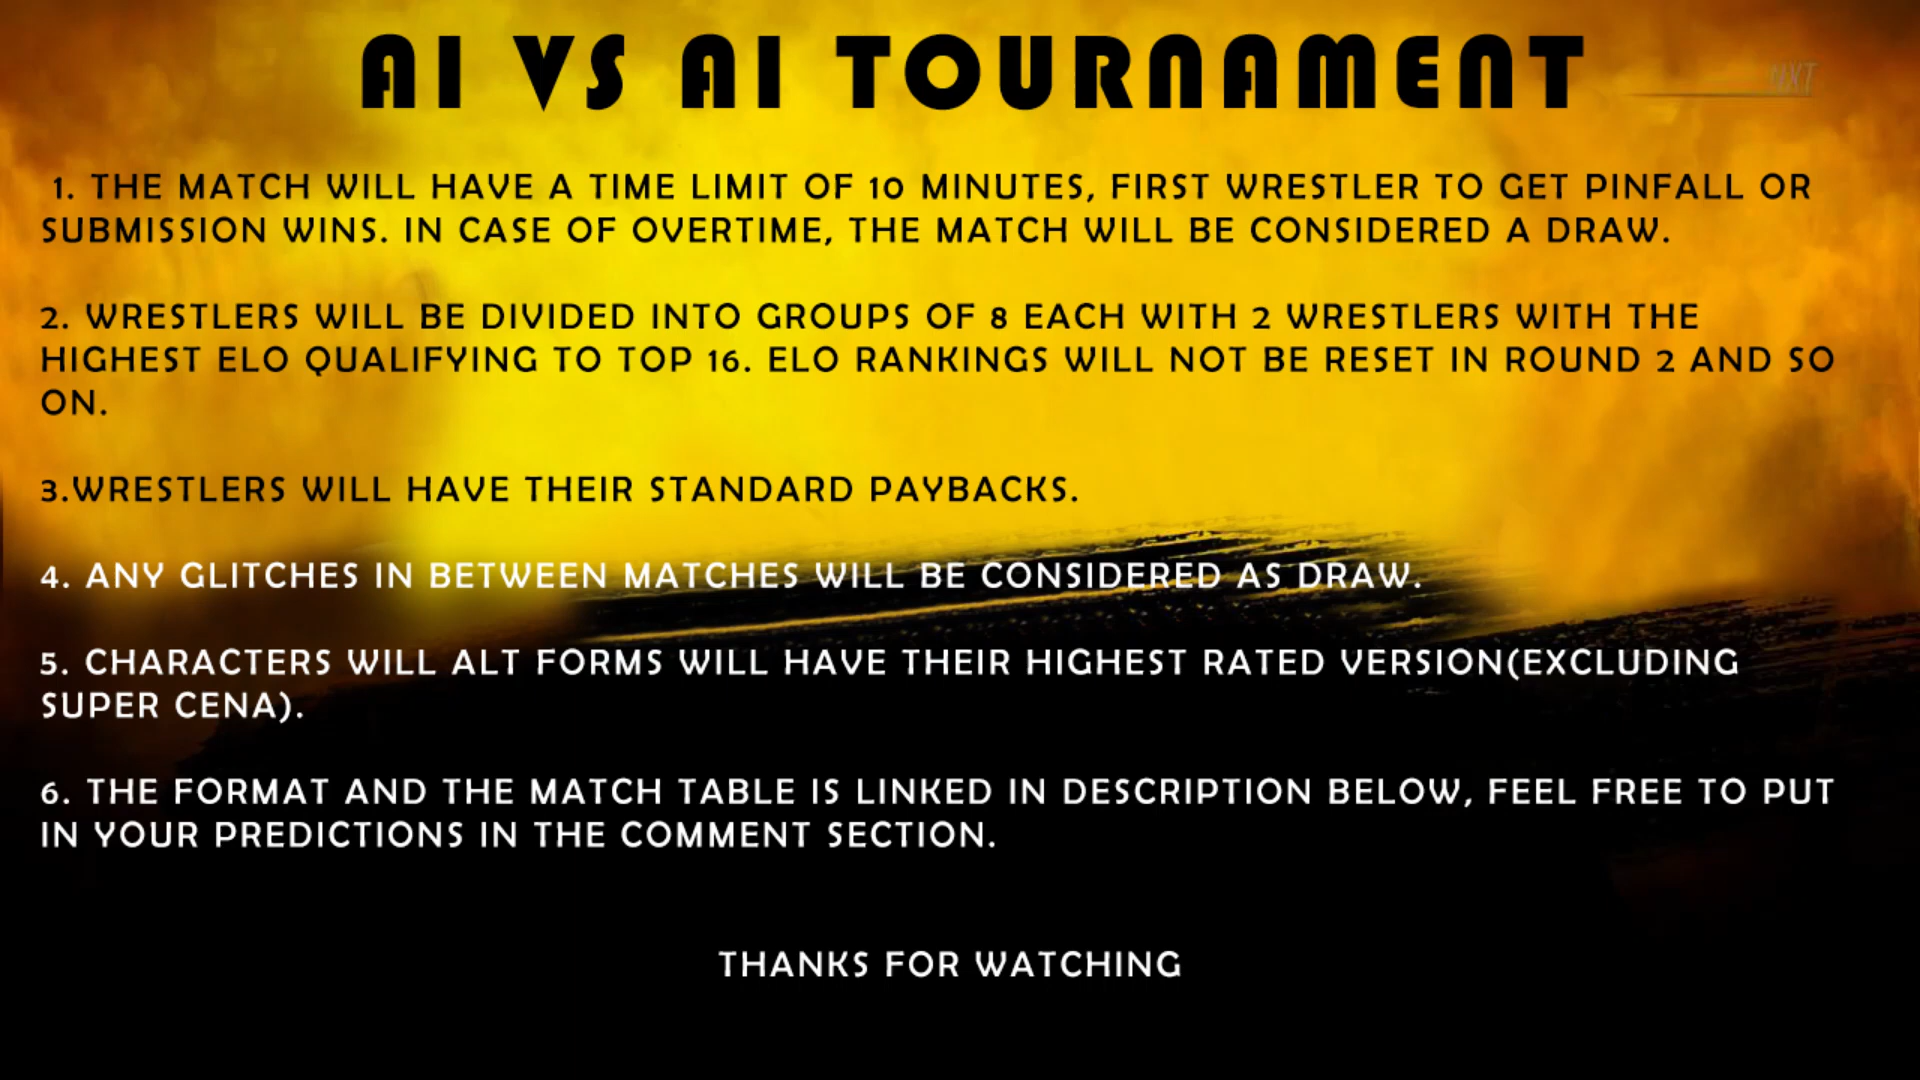 AI VS AI TOURNAMENT
NXT
1. THE MATCH WILL HAVE A TIME LIMIT OF 10 MINUTES, FIRST WRESTLER TO GET PINFALL OR
SUBMISSION WINS. IN CASE OF OVERTIME, THE MATCH WILL BE CONSIDERED A DRAW.
2. WRESTLERS WILL BE DIVIDED INTO GROUPS OF 8 EACH WITH 2 WRESTLERS WITH THE
HIGHEST ELO QUALIFYING TO TOP 16. ELO RANKINGS WILL NOT BE RESET IN ROUND 2 AND SO
ON.
3.WRESTLERS WILL HAVE THEIR STANDARD PAYBACKS.
4. ANY GLITCHES IN BETWEEN MATCHES WILL BE CONSIDERED AS DRAW.
5. CHARACTERS WILL ALT FORMS WILL HAVE THEIR HIGHEST RATED VERSION(EXCLUDING
SUPER CENA).
6. THE FORMAT AND THE MATCH TABLE IS LINKED IN DESCRIPTION BELOW, FEEL FREE TO PUT
IN YOUR PREDICTIONS IN THE COMMENT SECTION.
THANKS FOR WATCHING